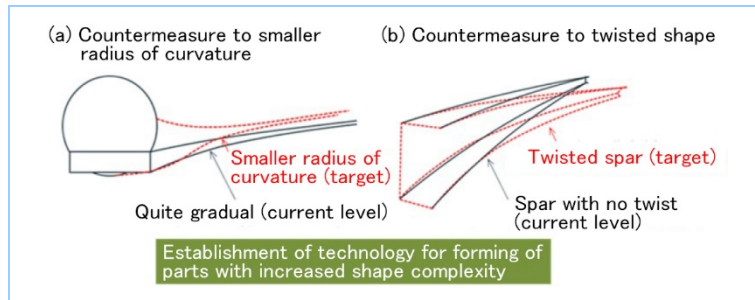 (a) Countermeasure to smaller
radius of curvature
(b) Countermeasure to twisted shape
Smaller radius of
curvature (target)
Quite gradual (current level)
Twisted spar (target)
Spar with no twist
(current level)
Establishment of technology for forming of
parts with increased shape complexity